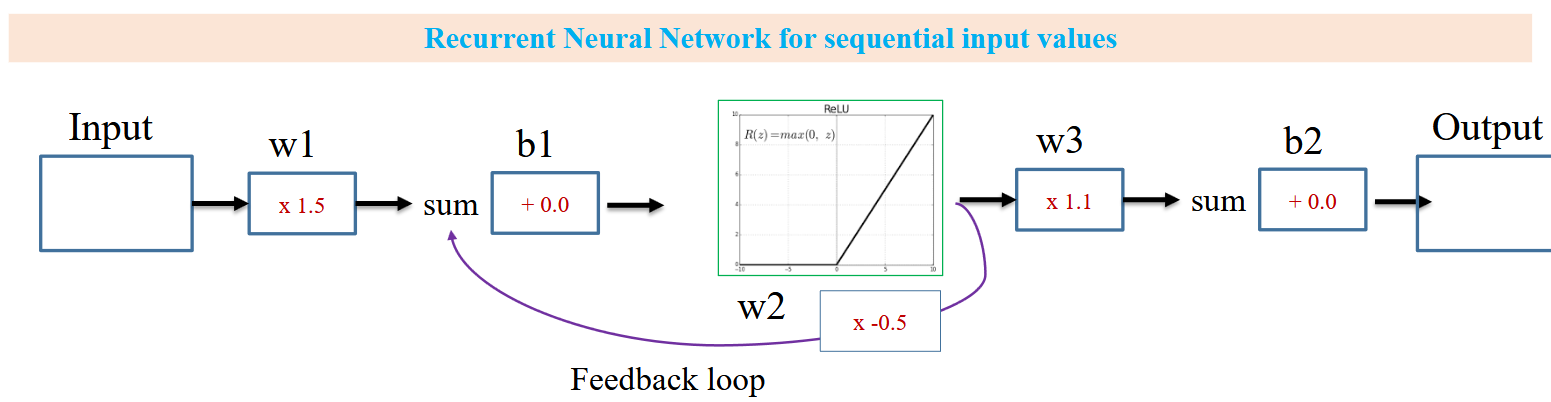 Recurrent Neural Network for sequential input values
Input
w1
x 1.5
sum
b1
+ 0.0
ReLU
R(z)=max(0, z)
10
8
6
4
2
0
-10
-5
0
5
10
w2
x -0.5
Feedback loop
w3
x 1.1
sum
b2
+ 0.0
Output